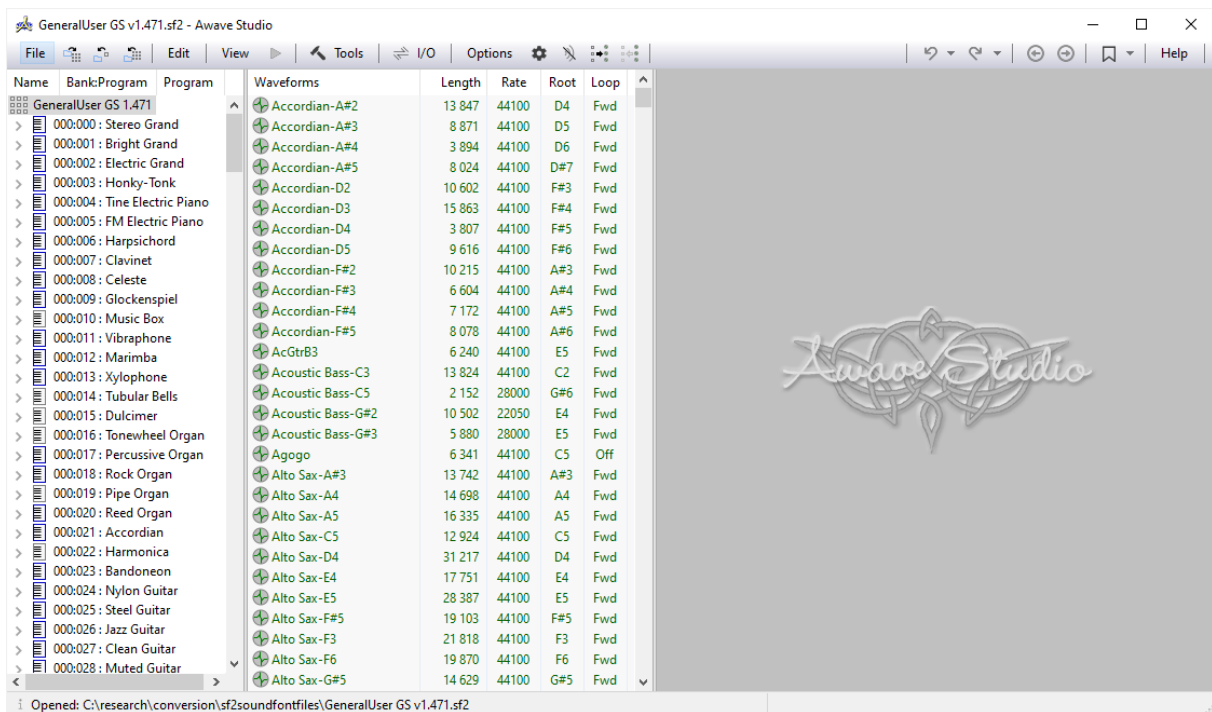 GeneralUser GS v1.471.sf2 - Awave Studio
File Edit View Tools I/O Options Help
Name Bank:Program Program
GeneralUser GS 1.471
000:000 : Stereo Grand
000:001 : Bright Grand
000:002 : Electric Grand
000:003 : Honky-Tonk
000:004 : Tine Electric Piano
000:005 : FM Electric Piano
000:006 : Harpsichord
000:007 : Clavinet
000:008 : Celeste
000:009 : Glockenspiel
000:010 : Music Box
000:011 : Vibraphone
000:012 : Marimba
000:013 : Xylophone
000:014 : Tubular Bells
000:015 : Dulcimer
000:016 : Tonewheel Organ
000:017 : Percussive Organ
000:018 : Rock Organ
000:019 : Pipe Organ
000:020 : Reed Organ
000:021 : Accordian
000:022 : Harmonica
000:023 : Bandoneon
000:024 : Nylon Guitar
000:025 : Steel Guitar
000:026 : Jazz Guitar
000:027 : Clean Guitar
000:028 : Muted Guitar
Waveforms Length Rate Root Loop
Accordian-A#2 13 847 44100 D4 Fwd
Accordian-A#3 8 871 44100 D5 Fwd
Accordian-A#4 3 894 44100 D6 Fwd
Accordian-A#5 8 024 44100 D#7 Fwd
Accordian-D2 10 602 44100 F#3 Fwd
Accordian-D3 15 863 44100 F#4 Fwd
Accordian-D4 3 807 44100 F#5 Fwd
Accordian-D5 9 616 44100 F#6 Fwd
Accordian-F#2 10 215 44100 A#3 Fwd
Accordian-F#3 6 604 44100 A#4 Fwd
Accordian-F#4 7 172 44100 A#5 Fwd
Accordian-F#5 8 078 44100 A#6 Fwd
AcGtrB3 6 240 44100 E5 Fwd
Acoustic Bass-C3 13 824 44100 C2 Fwd
Acoustic Bass-C5 2 152 28000 G#6 Fwd
Acoustic Bass-G#2 10 502 22050 E4 Fwd
Acoustic Bass-G#3 5 880 28000 E5 Fwd
Agogo 6 341 44100 C5 Off
Alto Sax-A#3 13 742 44100 A#3 Fwd
Alto Sax-A4 14 698 44100 A4 Fwd
Alto Sax-A5 16 335 44100 A5 Fwd
Alto Sax-C5 12 924 44100 C5 Fwd
Alto Sax-D4 31 217 44100 D4 Fwd
Alto Sax-E4 17 751 44100 E4 Fwd
Alto Sax-E5 28 387 44100 E5 Fwd
Alto Sax-F#5 19 103 44100 F#5 Fwd
Alto Sax-F3 21 818 44100 F3 Fwd
Alto Sax-F6 19 870 44100 F6 Fwd
Alto Sax-G#5 14 629 44100 G#5 Fwd
Awave Studio
Opened: C:\research\conversion\sf2soundfontfiles\GeneralUser GS v1.471.sf2